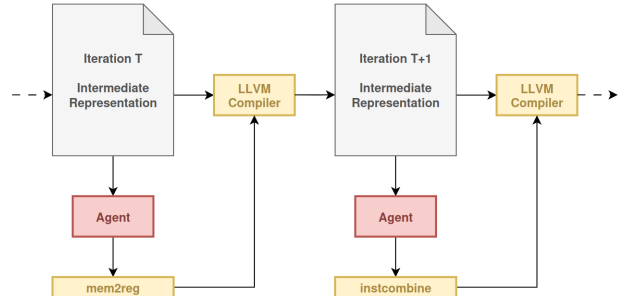 Iteration T
Intermediate
Representation
LLVM
Compiler
Agent
mem2reg
Iteration T+1
Intermediate
Representation
LLVM
Compiler
Agent
instcombine